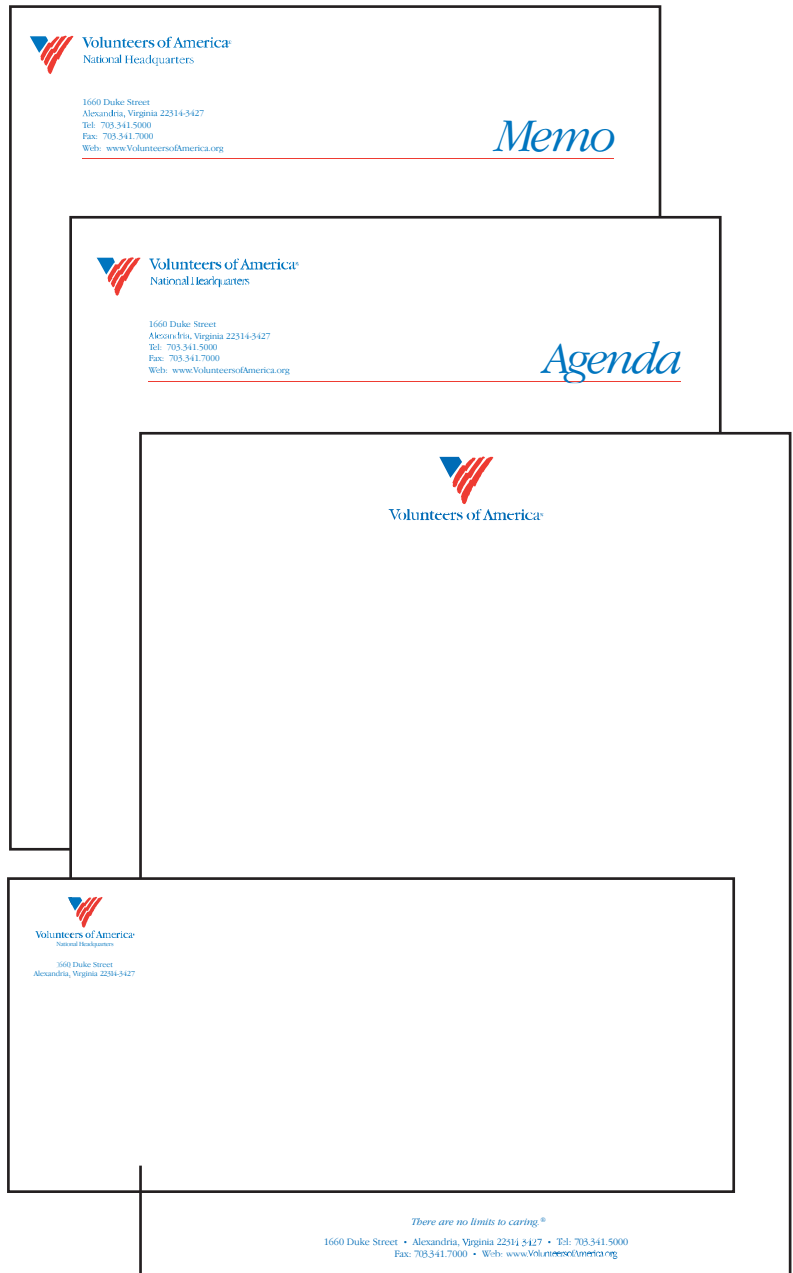 Volunteers of America®
National Headquarters
1660 Duke Street
Alexandria, Virginia 22314-3427
Tel: 703.341.5000
Fax: 703.341.7000
Web: www.VolunteersofAmerica.org
Memo
Volunteers of America®
National Headquarters
1660 Duke Street
Alexandria, Virginia 22314-3427
Tel: 703.341.5000
Fax: 703.341.7000
Web: www.VolunteersofAmerica.org
Agenda
Volunteers of America®
Volunteers of America®
National Headquarters
1660 Duke Street
Alexandria, Virginia 22314-3427
There are no limits to caring.®
1660 Duke Street • Alexandria, Virginia 22314-3427 • Tel: 703.341.5000
Fax: 703.341.7000 • Web: www.VolunteersofAmerica.org